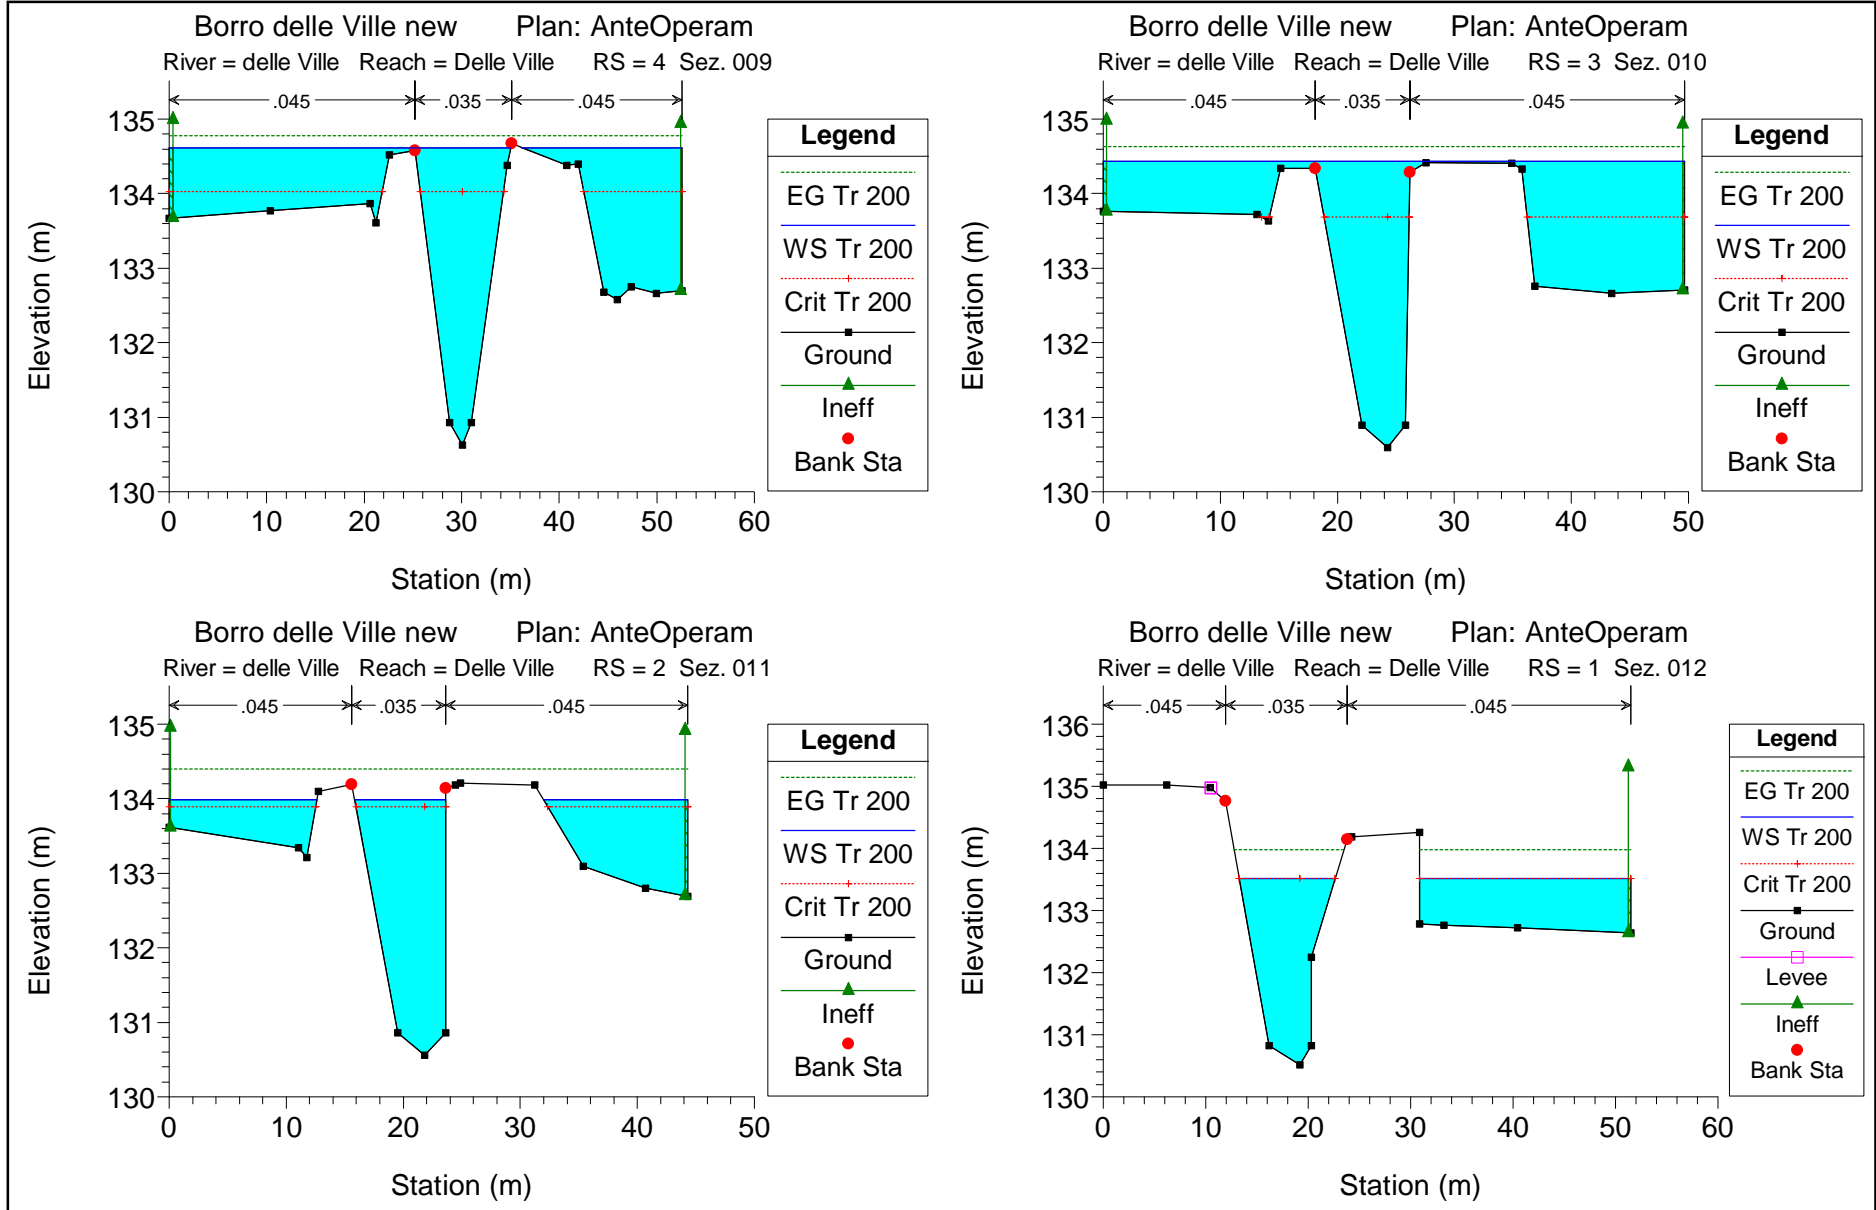 Borro delle Ville new Plan: AnteOperam
River = delle Ville Reach = Delle Ville RS = 4 Sez. 009
.045 .035 .045
135
134
133
132
131
130
0 10 20 30 40 50 60
Elevation (m)
Station (m)
Legend
EG Tr 200
WS Tr 200
Crit Tr 200
Ground
Ineff
Bank Sta
Borro delle Ville new Plan: AnteOperam
River = delle Ville Reach = Delle Ville RS = 3 Sez. 010
.045 .035 .045
135
134
133
132
131
130
0 10 20 30 40 50
Elevation (m)
Station (m)
Legend
EG Tr 200
WS Tr 200
Crit Tr 200
Ground
Ineff
Bank Sta
Borro delle Ville new Plan: AnteOperam
River = delle Ville Reach = Delle Ville RS = 2 Sez. 011
.045 .035 .045
135
134
133
132
131
130
0 10 20 30 40 50
Elevation (m)
Station (m)
Legend
EG Tr 200
WS Tr 200
Crit Tr 200
Ground
Ineff
Bank Sta
Borro delle Ville new Plan: AnteOperam
River = delle Ville Reach = Delle Ville RS = 1 Sez. 012
.045 .035 .045
136
135
134
133
132
131
130
0 10 20 30 40 50 60
Elevation (m)
Station (m)
Legend
EG Tr 200
WS Tr 200
Crit Tr 200
Ground
Levee
Ineff
Bank Sta